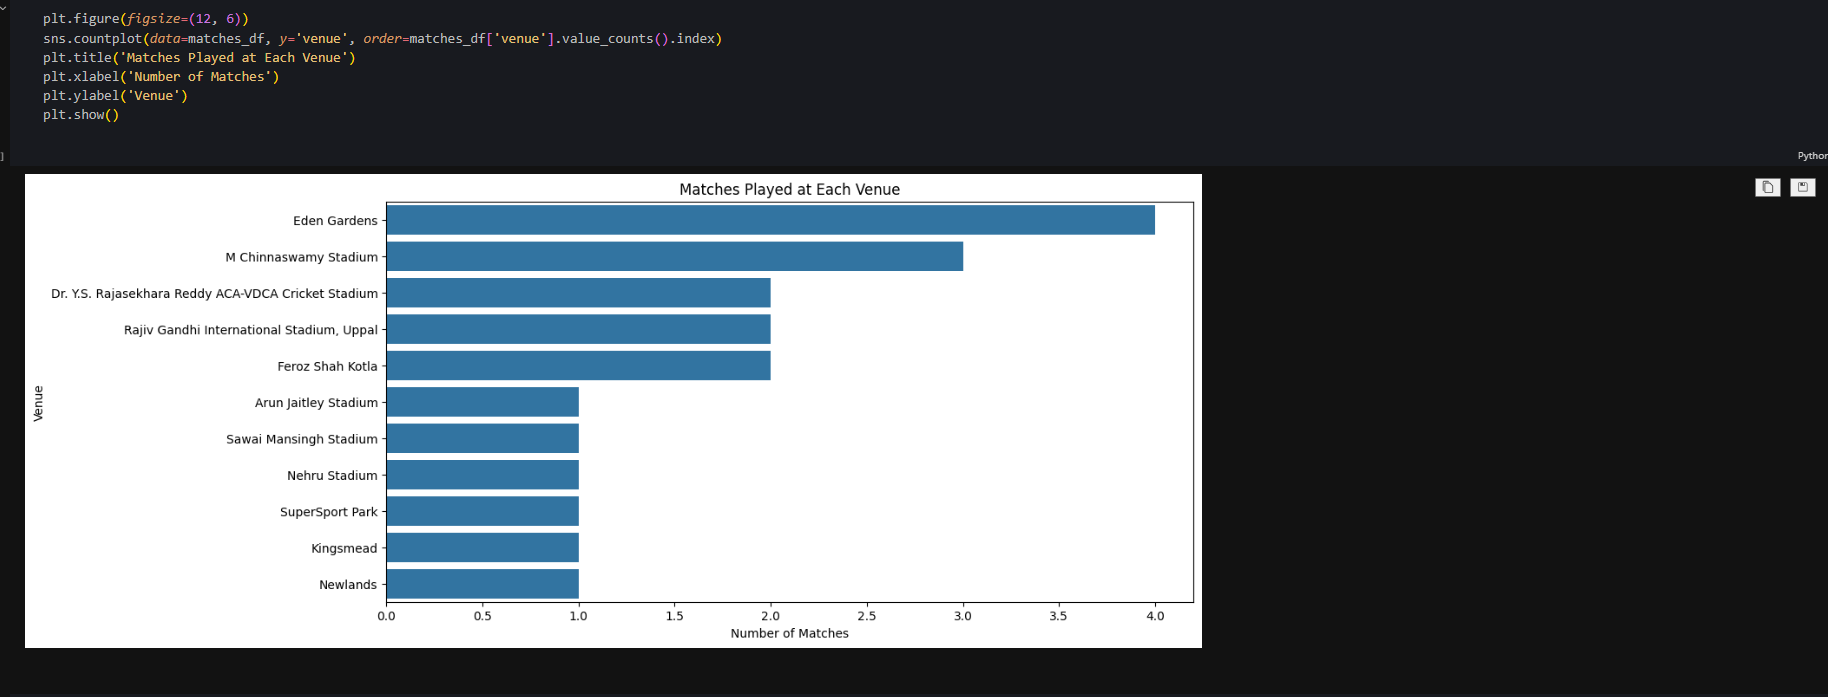 plt.figure(figsize=(12, 6))
sns.countplot(data=matches_df, y='venue', order=matches_df['venue'].value_counts().index)
plt.title('Matches Played at Each Venue')
plt.xlabel('Number of Matches')
plt.ylabel('Venue')
plt.show()
]
Python
Matches Played at Each Venue
Eden Gardens
M Chinnaswamy Stadium
Dr. Y.S. Rajasekhara Reddy ACA-VDCA Cricket Stadium
Rajiv Gandhi International Stadium, Uppal
Feroz Shah Kotla
Arun Jaitley Stadium
Sawai Mansingh Stadium
Nehru Stadium
SuperSport Park
Kingsmead
Newlands
Venue
0.0 0.5 1.0 1.5 2.0 2.5 3.0 3.5 4.0
Number of Matches